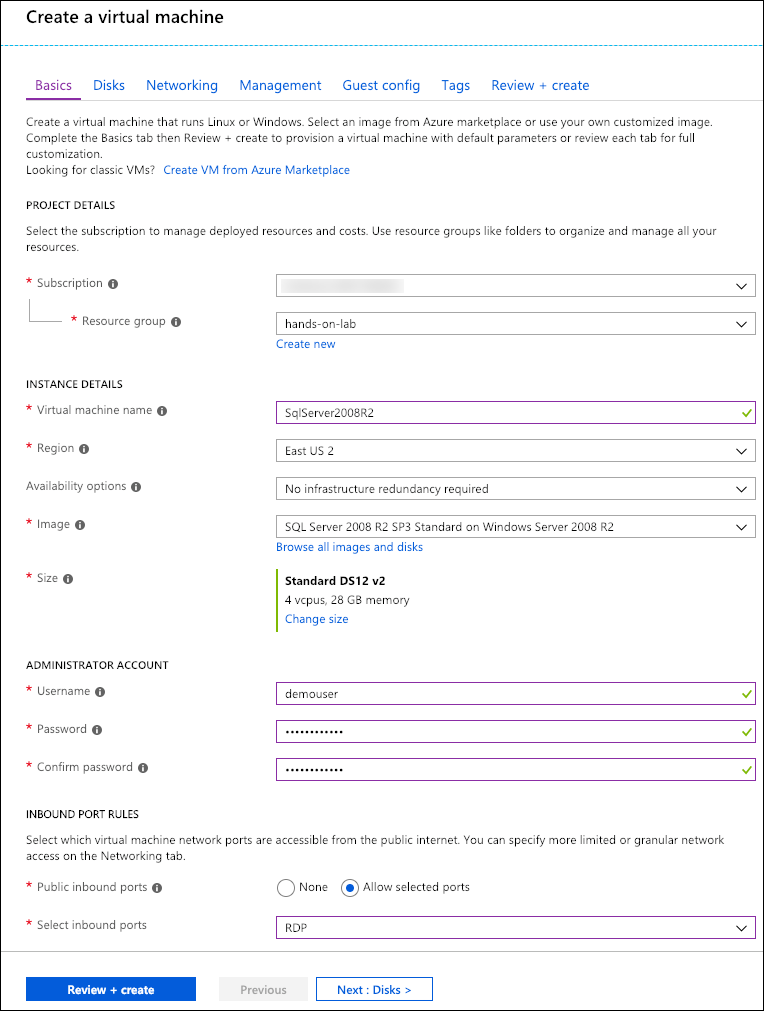 Create a virtual machine
Basics Disks Networking Management Guest config Tags Review + create
Create a virtual machine that runs Linux or Windows. Select an image from Azure marketplace or use your own customized image.
Complete the Basics tab then Review + create to provision a virtual machine with default parameters or review each tab for full
customization.
Looking for classic VMs? Create VM from Azure Marketplace
PROJECT DETAILS
Select the subscription to manage deployed resources and costs. Use resource groups like folders to organize and manage all your
resources.
* Subscription
* Resource group hands-on-lab
Create new
INSTANCE DETAILS
* Virtual machine name SqlServer2008R2
* Region East US 2
Availability options No infrastructure redundancy required
* Image SQL Server 2008 R2 SP3 Standard on Windows Server 2008 R2
Browse all images and disks
* Size Standard DS12 v2
4 vcpus, 28 GB memory
Change size
ADMINISTRATOR ACCOUNT
* Username demouser
* Password ••••••••••••
* Confirm password ••••••••••••
INBOUND PORT RULES
Select which virtual machine network ports are accessible from the public internet. You can specify more limited or granular network
access on the Networking tab.
* Public inbound ports None Allow selected ports
* Select inbound ports RDP
Review + create Previous Next : Disks >